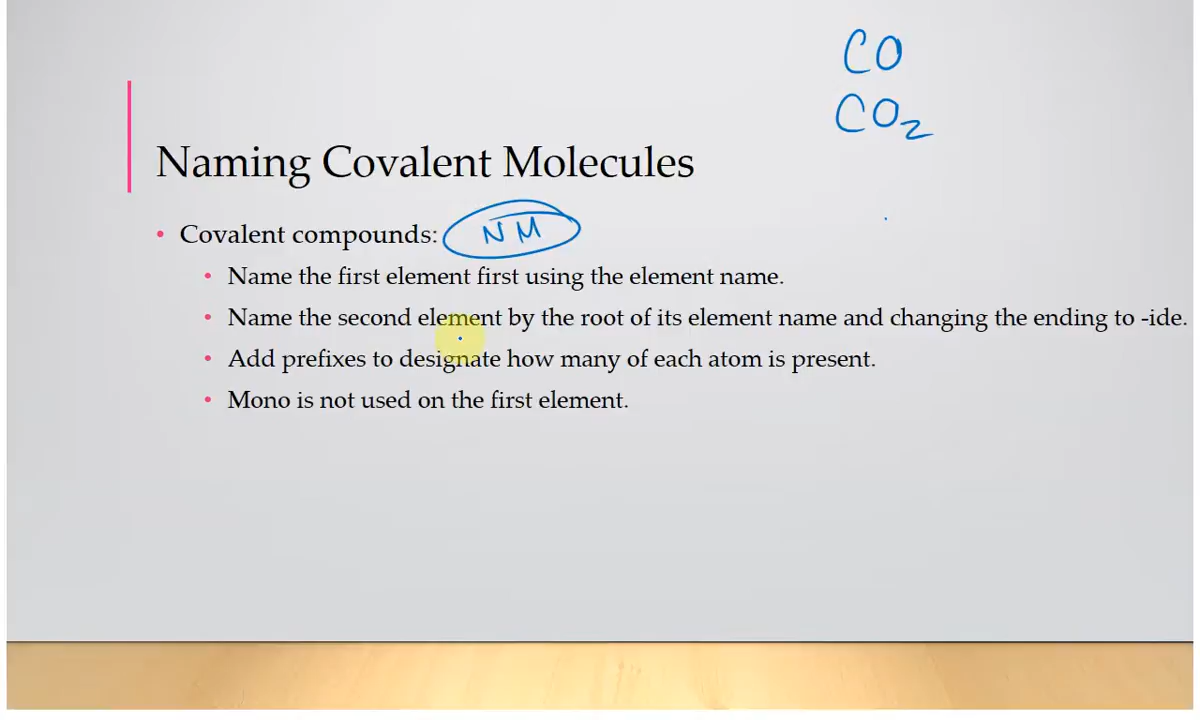 CO
CO₂
Naming Covalent Molecules
• Covalent compounds: NM
• Name the first element first using the element name.
• Name the second element by the root of its element name and changing the ending to -ide.
• Add prefixes to designate how many of each atom is present.
• Mono is not used on the first element.